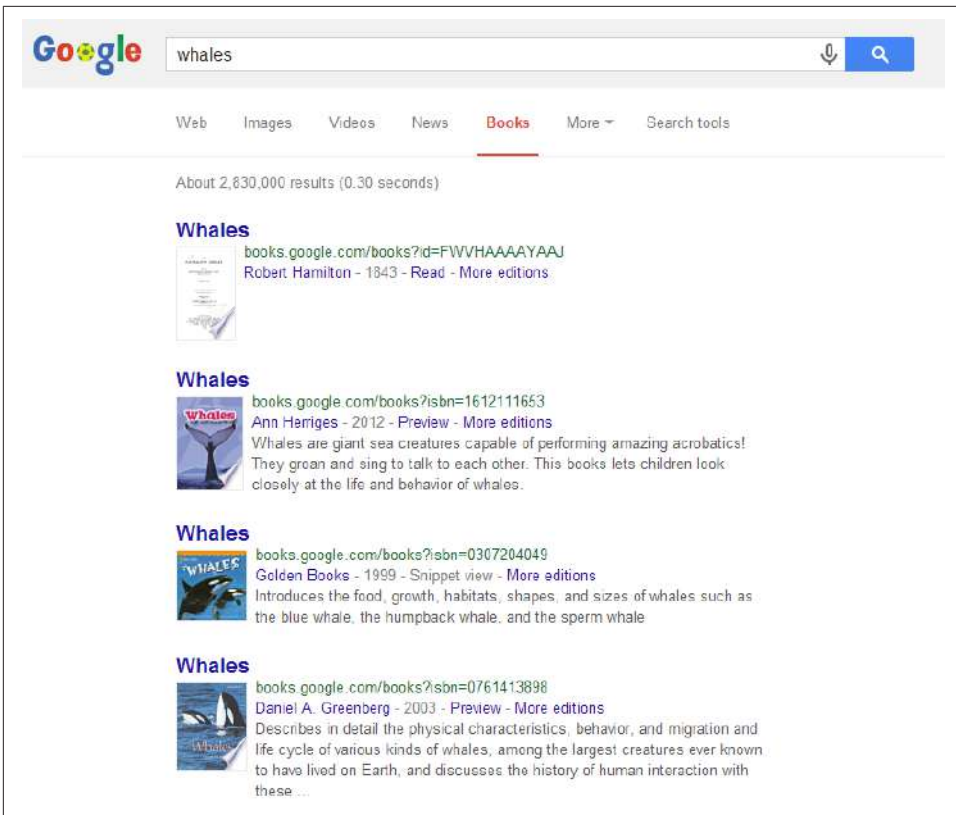 Google
whales
Web Images Videos News Books More Search tools
About 2,830,000 results (0.30 seconds)
Whales
books.google.com/books?id=FWVHAAAAYAAJ
Robert Hamilton - 1843 - Read - More editions
Whales
Whales
books.google.com/books?isbn=1612111653
Ann Herriges - 2012 - Preview - More editions
Whales are giant sea creatures capable of performing amazing acrobatics!
They groan and sing to talk to each other. This books lets children look
closely at the life and behavior of whales.
Whales
WHALES
books.google.com/books?isbn=0307204049
Golden Books - 1999 - Snippet view - More editions
Introduces the food, growth, habitats, shapes, and sizes of whales such as
the blue whale, the humpback whale, and the sperm whale
Whales
Whales
books.google.com/books?isbn=0761413898
Daniel A. Greenberg - 2003 - Preview - More editions
Describes in detail the physical characteristics, behavior, and migration and
life cycle of various kinds of whales, among the largest creatures ever known
to have lived on Earth, and discusses the history of human interaction with
these ...